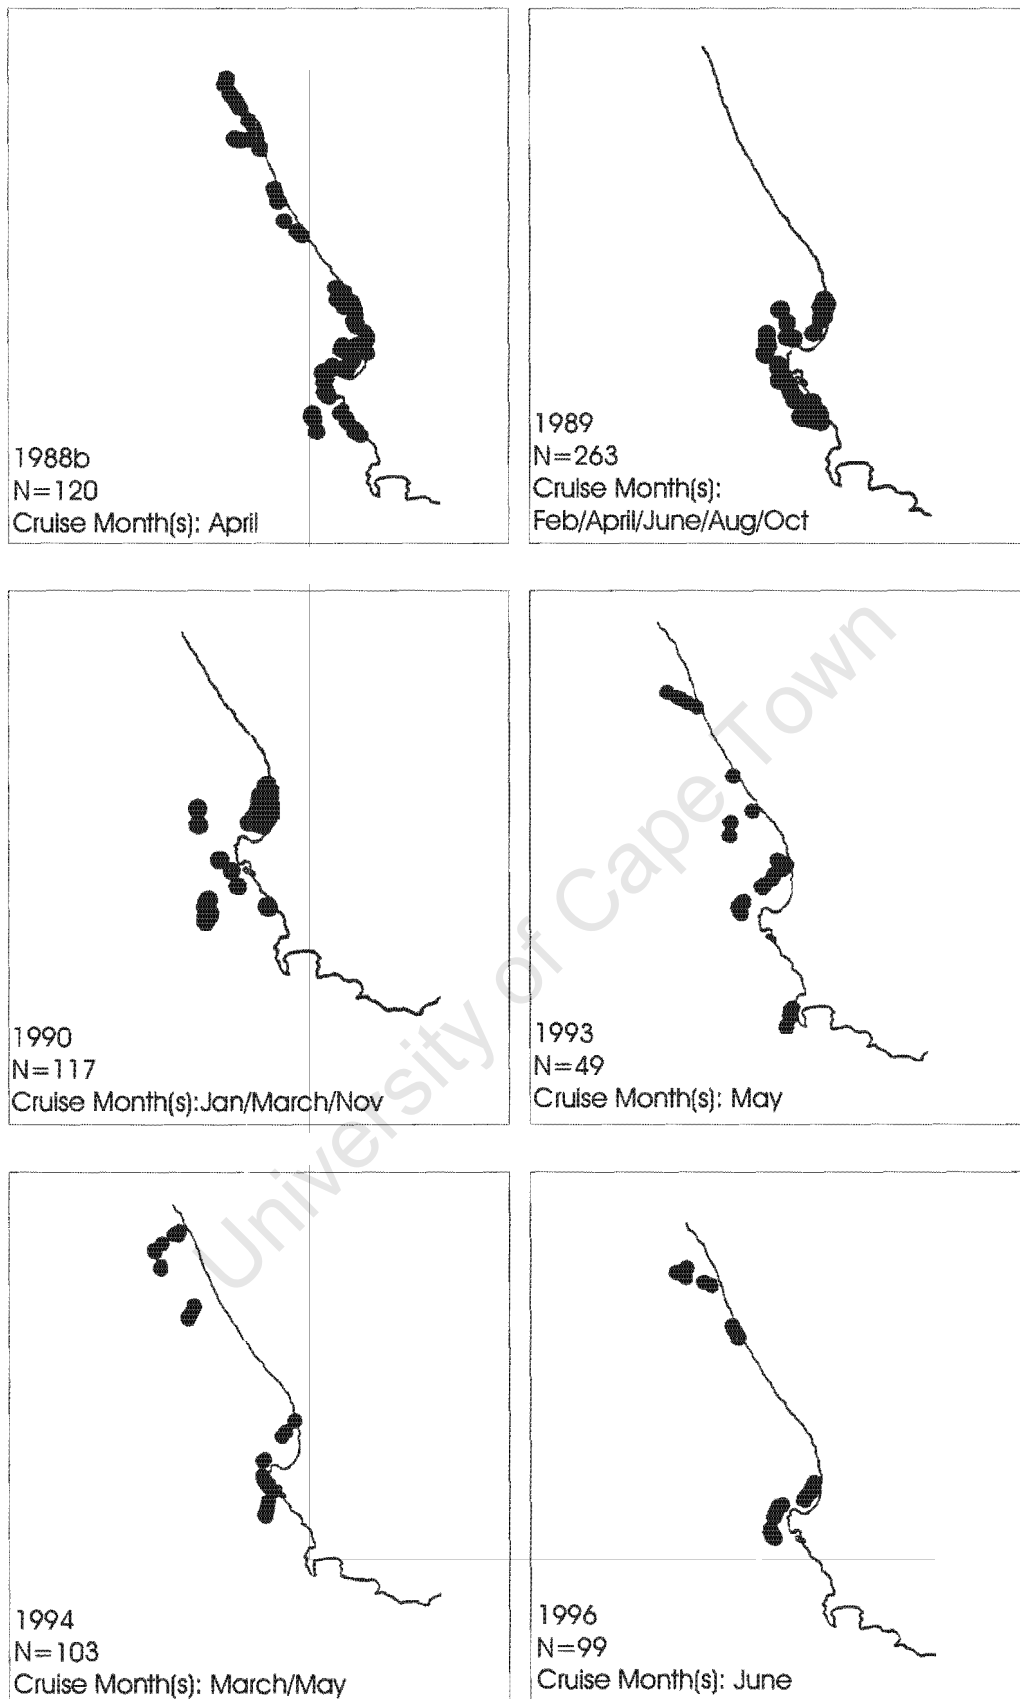 1988b
N=120
Cruise Month(s): April
1989
N=263
Cruise Month(s):
Feb/April/June/Aug/Oct
1990
N=117
Cruise Month(s):Jan/March/Nov
1993
N=49
Cruise Month(s): May
1994
N=103
Cruise Month(s): March/May
1996
N=99
Cruise Month(s): June
University of Cape Town